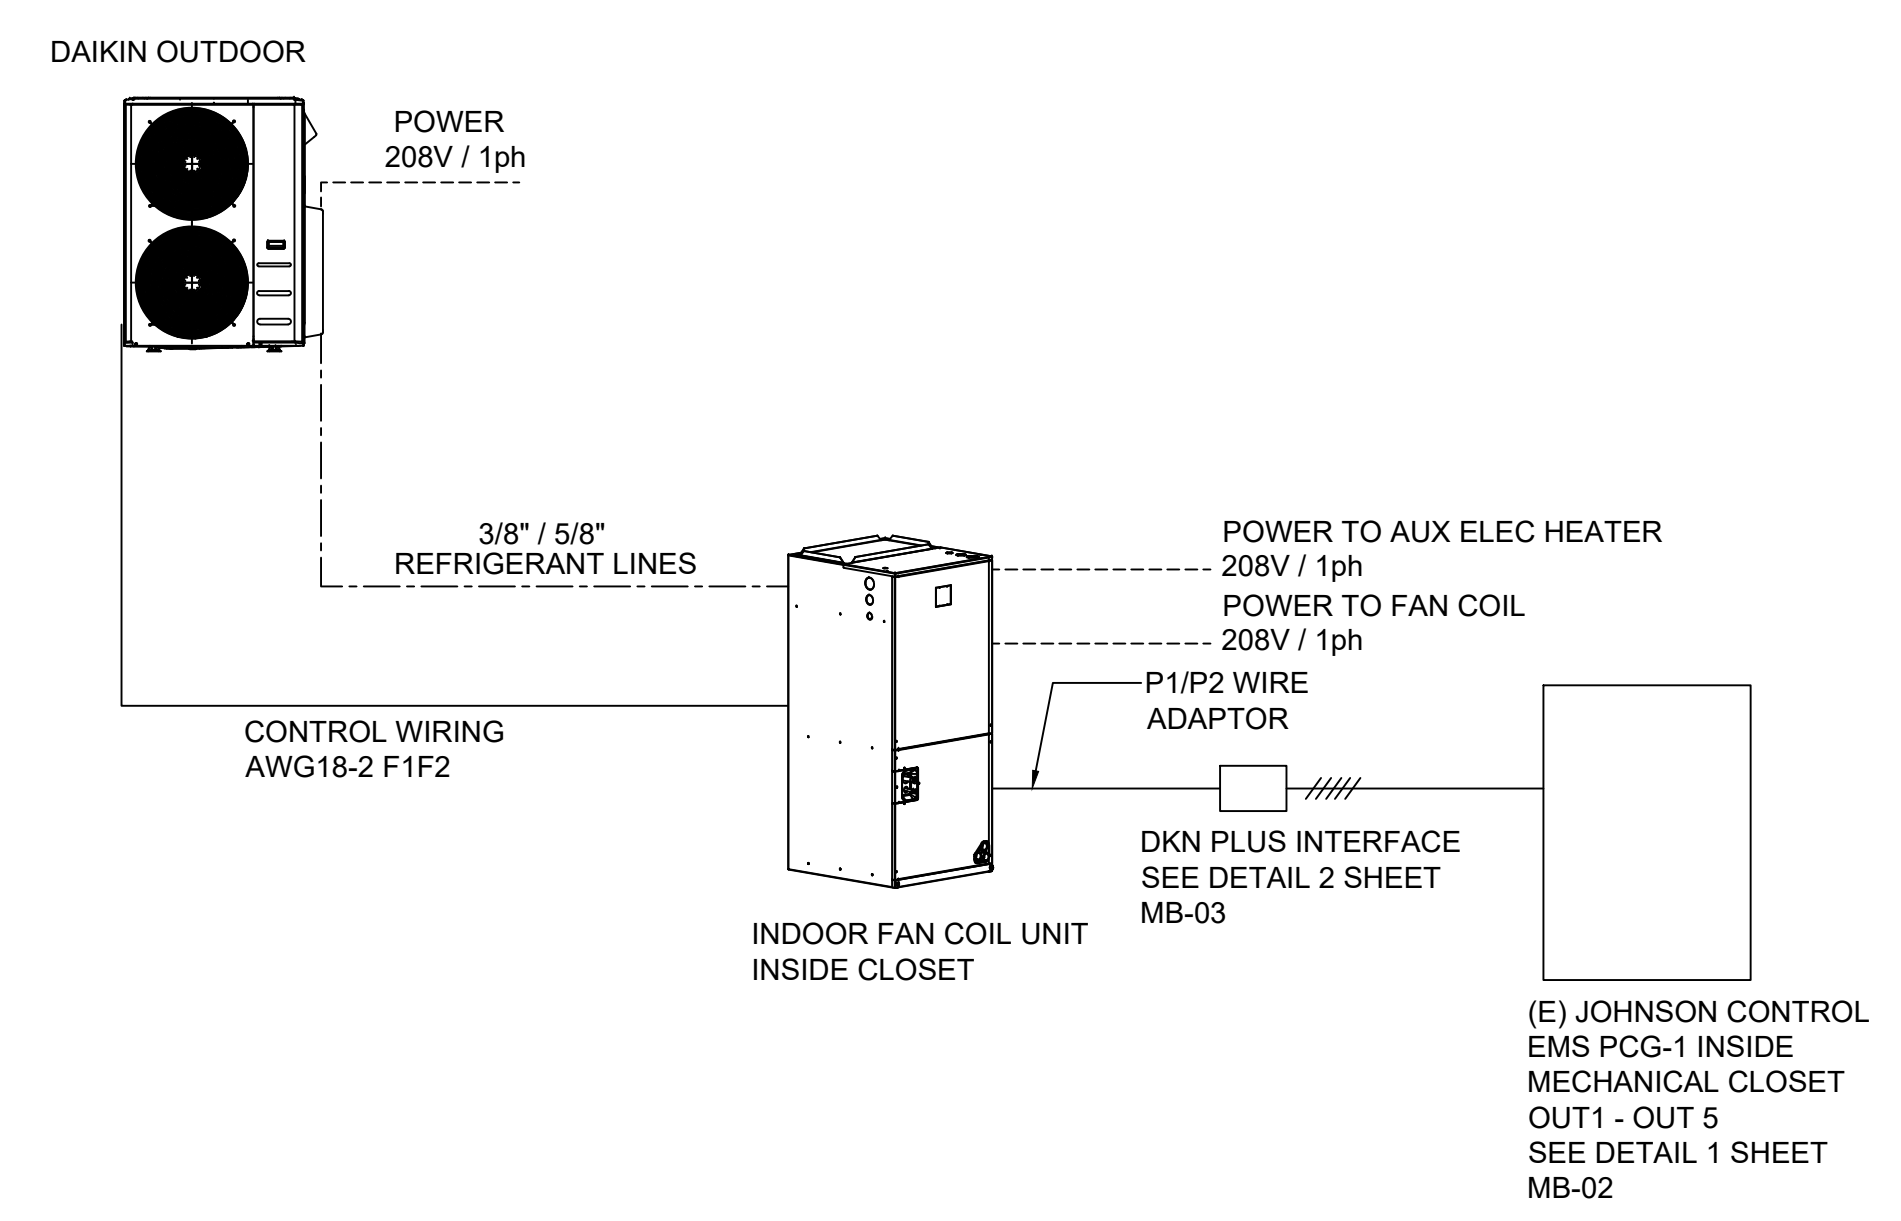 DAIKIN OUTDOOR
POWER
208V / 1ph
3/8" / 5/8"
REFRIGERANT LINES
POWER TO AUX ELEC HEATER
208V / 1ph
POWER TO FAN COIL
208V / 1ph
P1/P2 WIRE
ADAPTOR
CONTROL WIRING
AWG18-2 F1F2
DKN PLUS INTERFACE
SEE DETAIL 2 SHEET
MB-03
INDOOR FAN COIL UNIT
INSIDE CLOSET
(E) JOHNSON CONTROL
EMS PCG-1 INSIDE
MECHANICAL CLOSET
OUT1 - OUT 5
SEE DETAIL 1 SHEET
MB-02